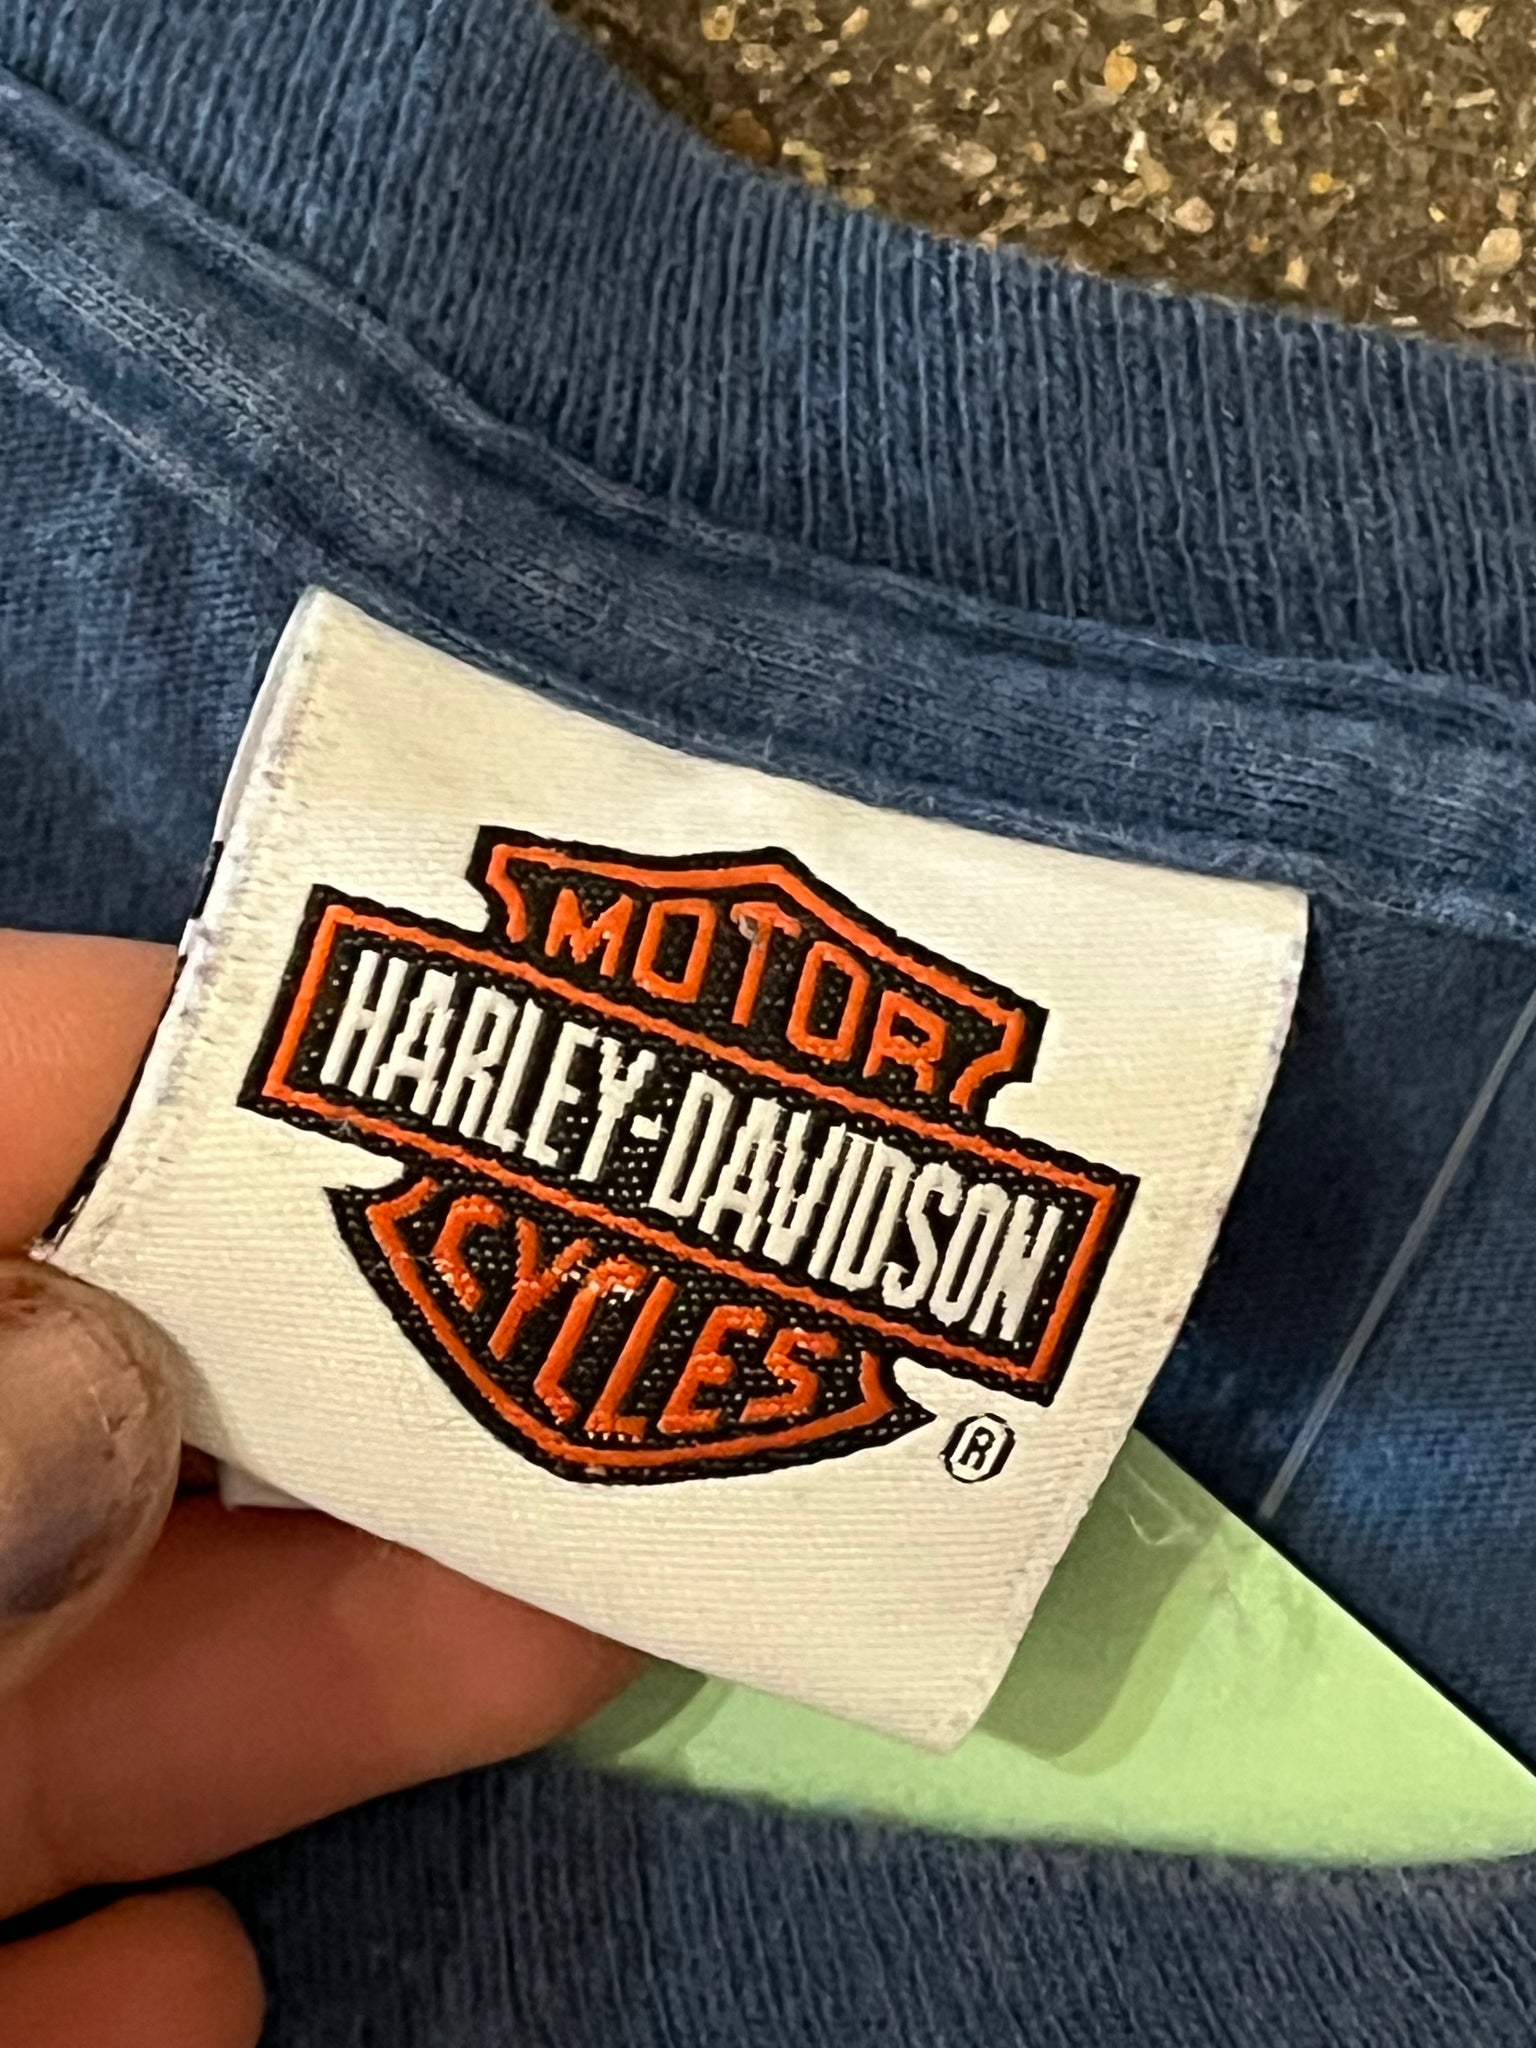 MOTOR
HARLEY-DAVIDSON
CYCLES
®